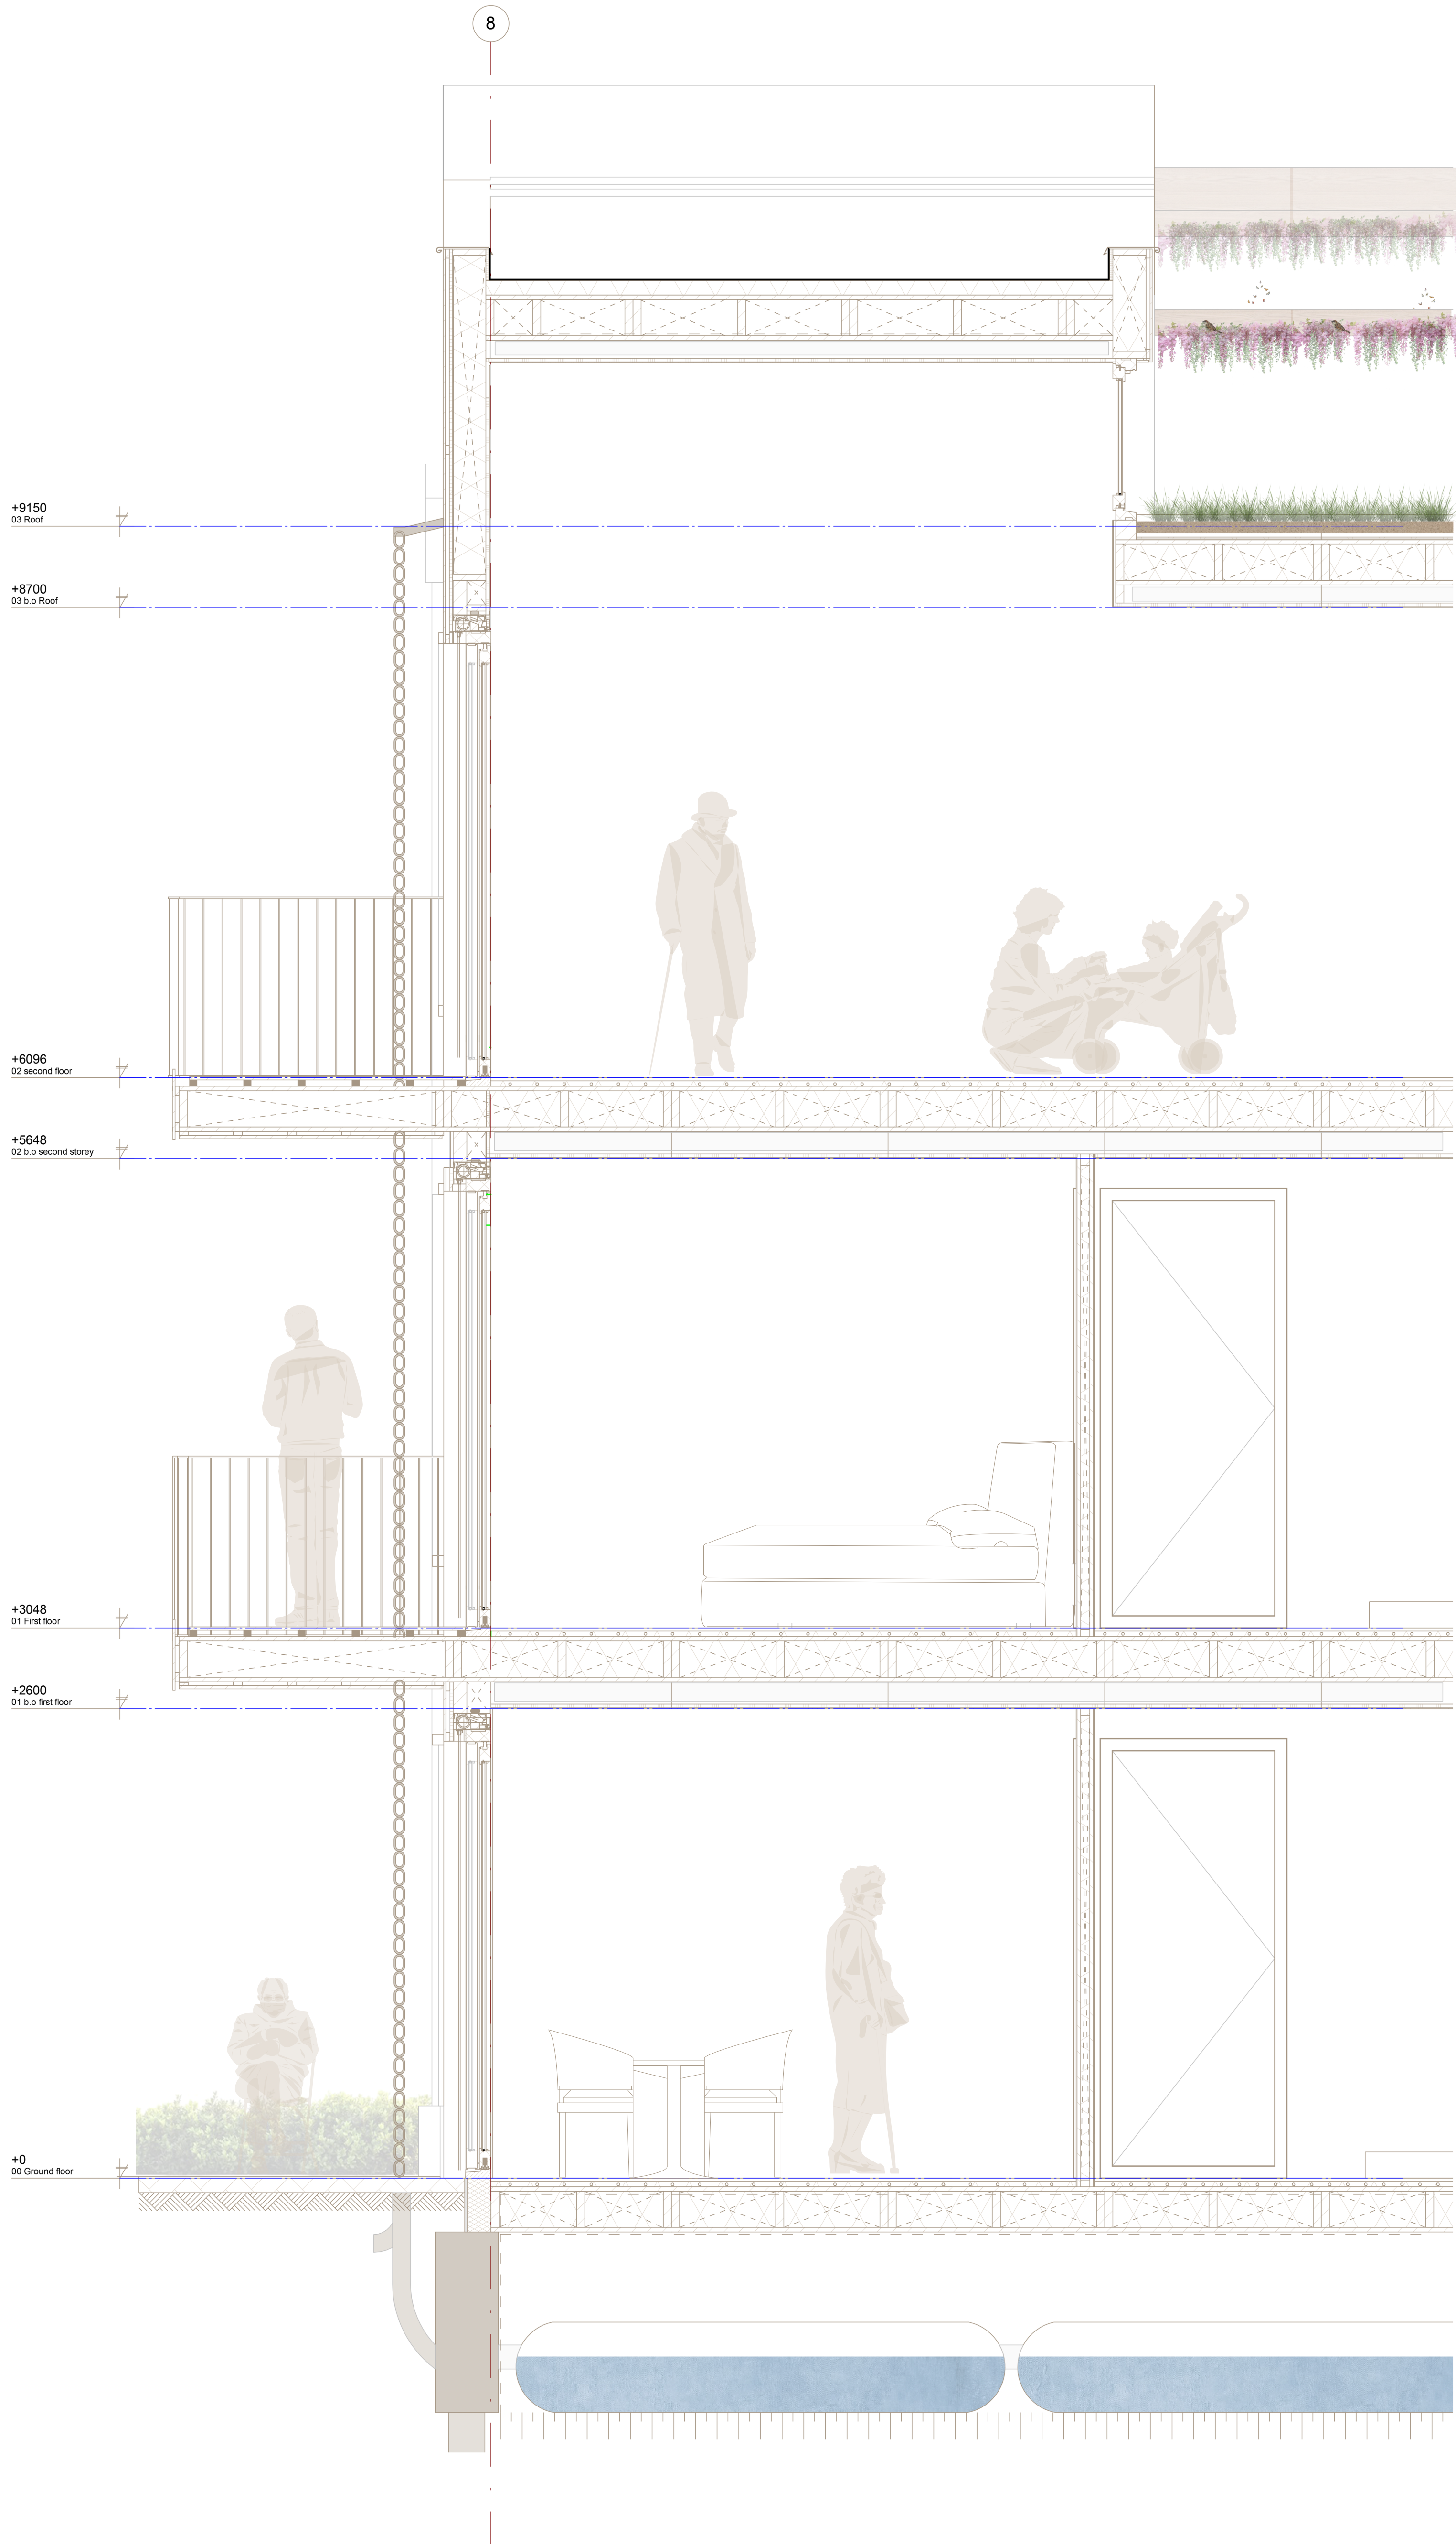 8
+9150
03 Roof
+8700
03 b.o Roof
+6096
02 second floor
+5648
02 b.o second storey
+3048
01 First floor
+2600
01 b.o first floor
+0
00 Ground floor